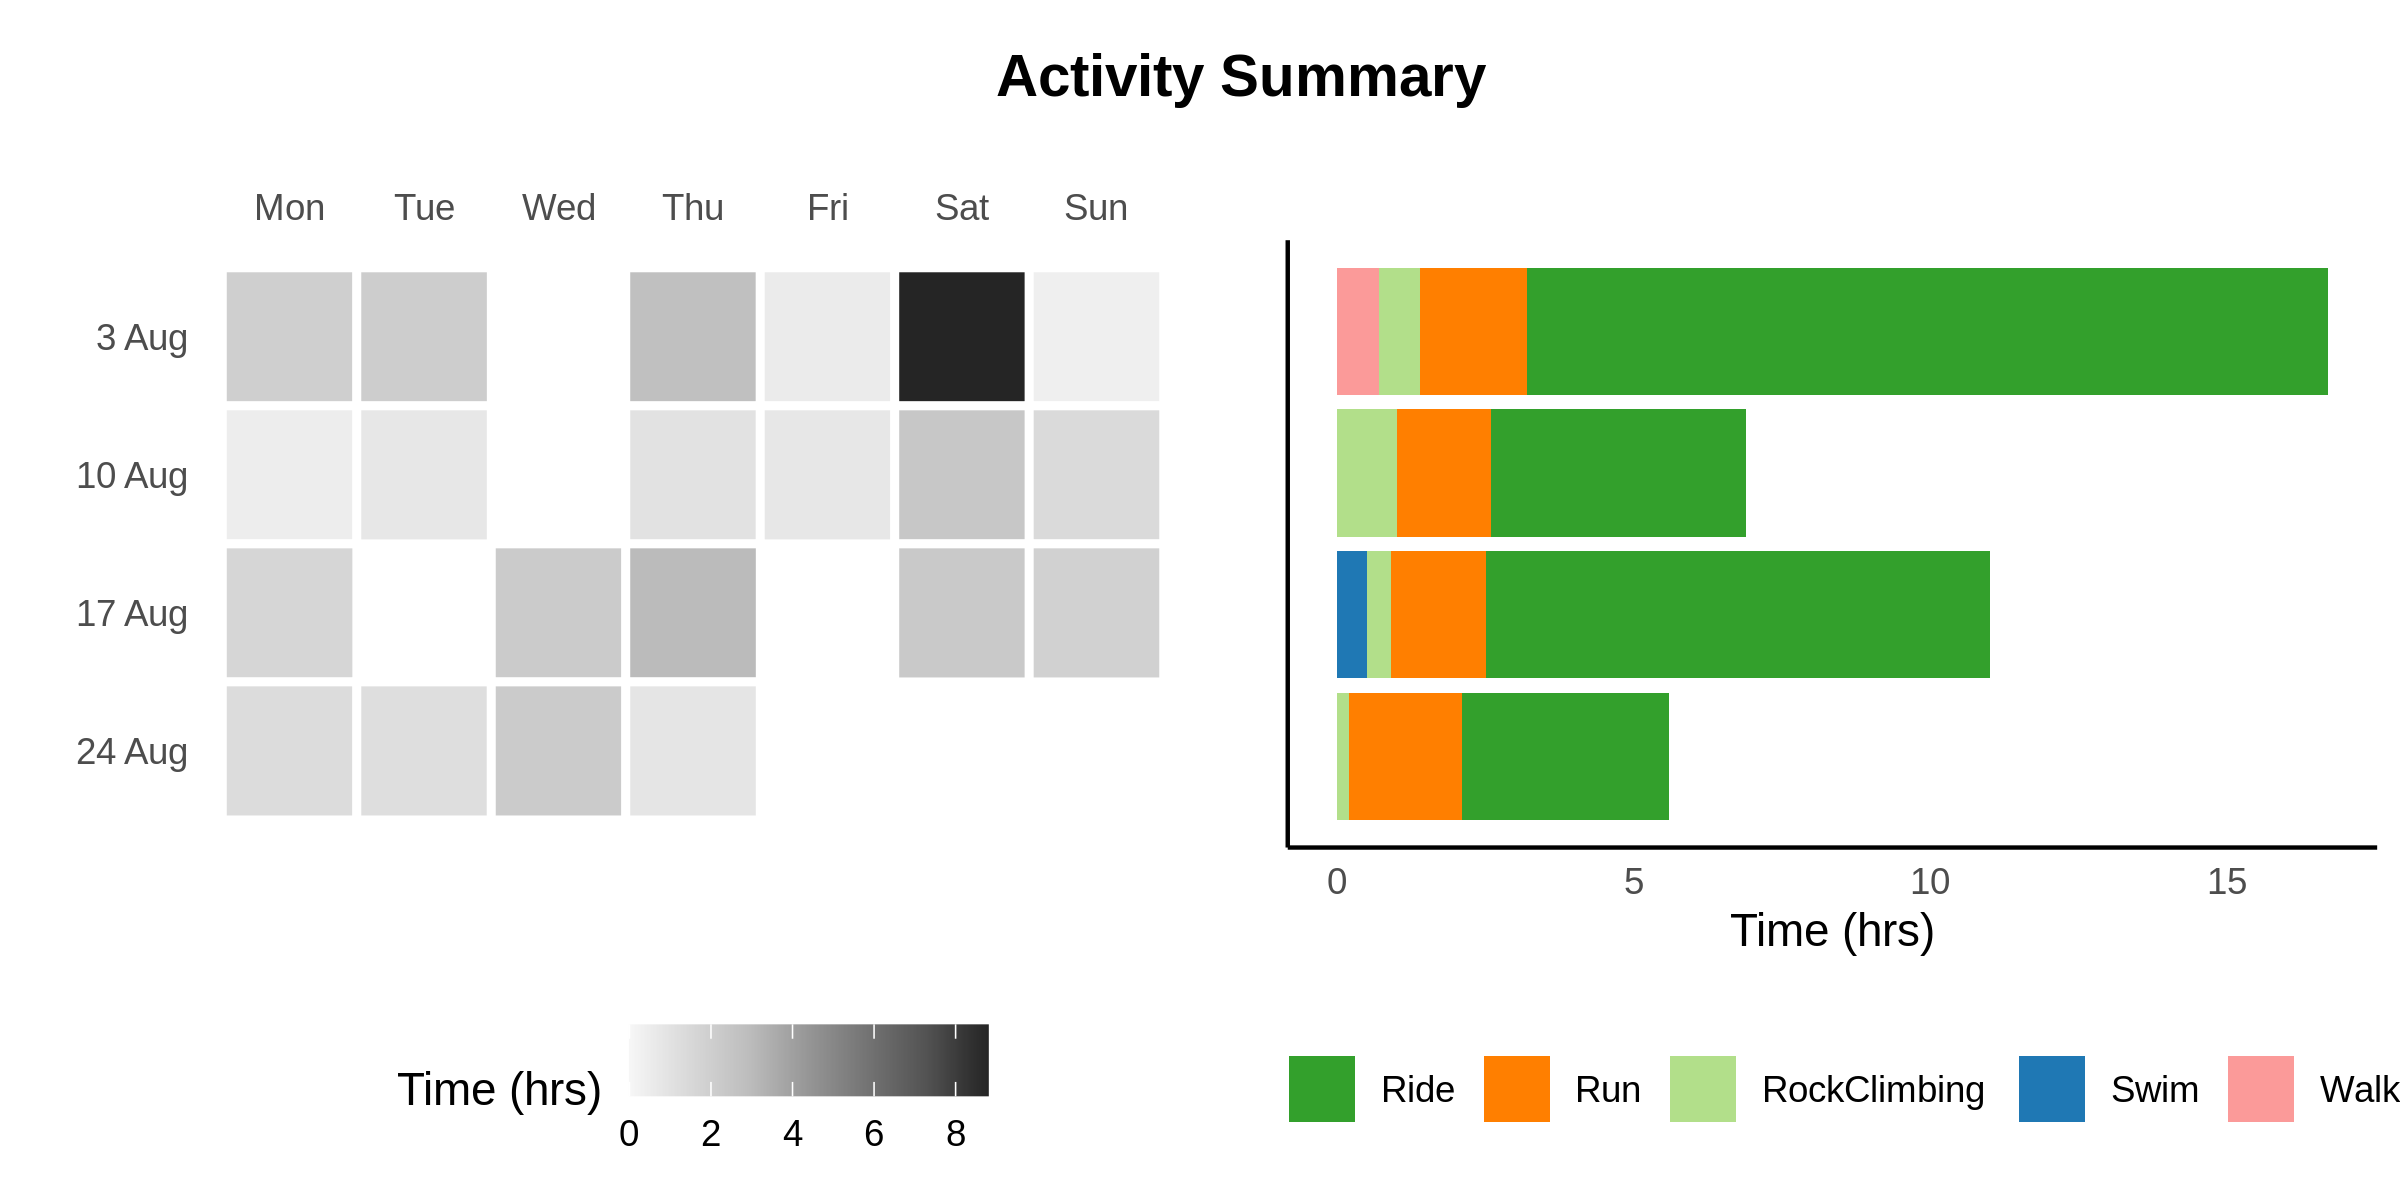 Activity Summary
Mon Tue Wed Thu Fri Sat Sun
3 Aug
10 Aug
17 Aug
24 Aug
0 5 10 15
Time (hrs)
Time (hrs)
0 2 4 6 8
Ride Run RockClimbing Swim Walk